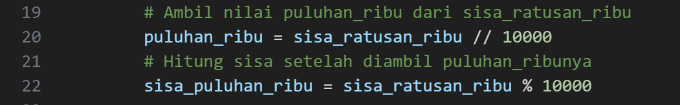 19 # Ambil nilai puluhan_ribu dari sisa_ratusan_ribu
20 puluhan_ribu = sisa_ratusan_ribu // 10000
21 # Hitung sisa setelah diambil puluhan_ribunya
22 sisa_puluhan_ribu = sisa_ratusan_ribu % 10000